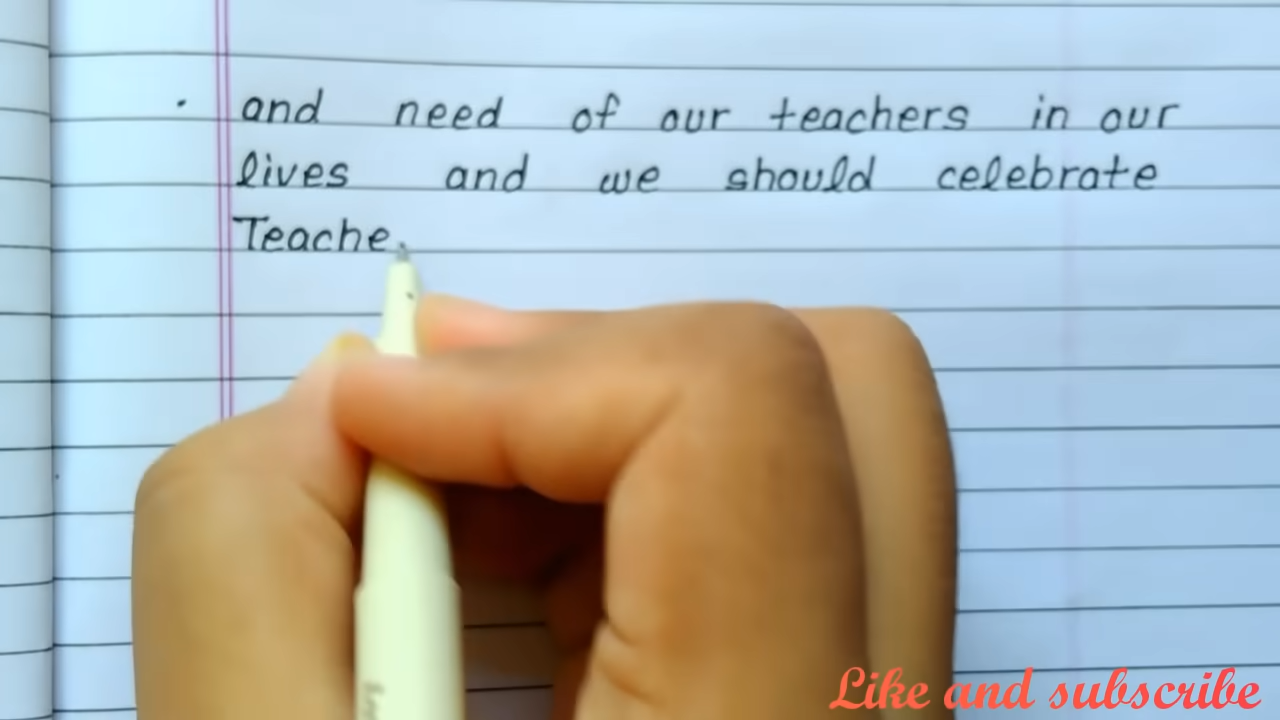 . and need of our teachers in our
lives and we should celebrate
Teache
Like and subscribe